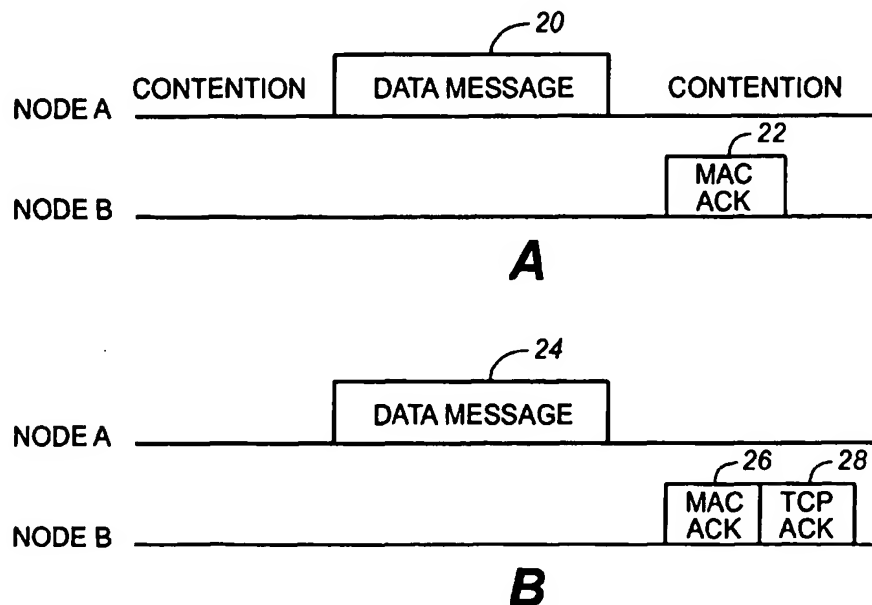 20
CONTENTION DATA MESSAGE CONTENTION
NODE A
22
MAC
ACK
NODE B
A
24
DATA MESSAGE
NODE A
26 28
MAC TCP
ACK ACK
NODE B
B